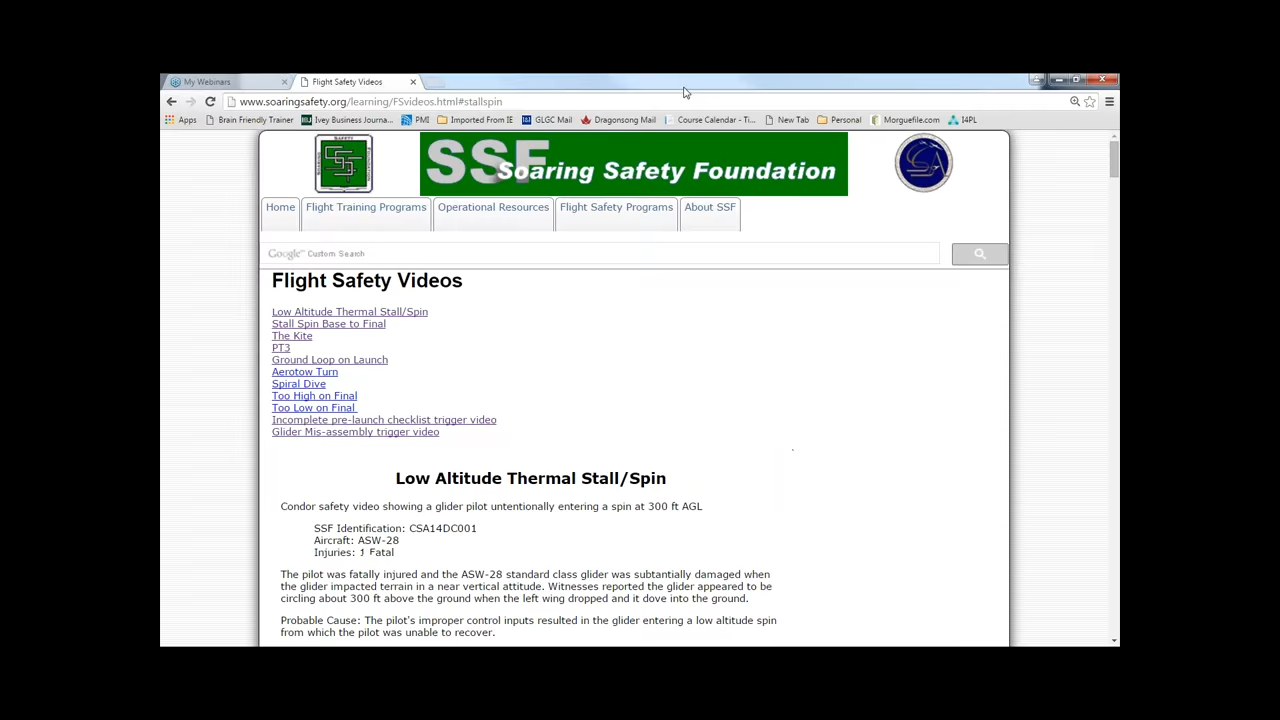 My Webinars
Flight Safety Videos
www.soaringsafety.org/learning/FSvideos.html#stallspin
Apps Brain Friendly Trainer Ivey Business Journa... PMI Imported From IE GLGC Mail Dragonsong Mail Course Calendar - Ti... New Tab Personal Morguefile.com I4PL
SSF Soaring Safety Foundation
Home Flight Training Programs Operational Resources Flight Safety Programs About SSF
Google Custom Search
Flight Safety Videos
Low Altitude Thermal Stall/Spin
Stall Spin Base to Final
The Kite
PT3
Ground Loop on Launch
Aerotow Turn
Spiral Dive
Too High on Final
Too Low on Final
Incomplete pre-launch checklist trigger video
Glider Mis-assembly trigger video
Low Altitude Thermal Stall/Spin
Condor safety video showing a glider pilot untentionally entering a spin at 300 ft AGL
SSF Identification: CSA14DC001
Aircraft: ASW-28
Injuries: 1 Fatal
The pilot was fatally injured and the ASW-28 standard class glider was subtantially damaged when
the glider impacted terrain in a near vertical attitude. Witnesses reported the glider appeared to be
circling about 300 ft above the ground when the left wing dropped and it dove into the ground.
Probable Cause: The pilot's improper control inputs resulted in the glider entering a low altitude spin
from which the pilot was unable to recover.